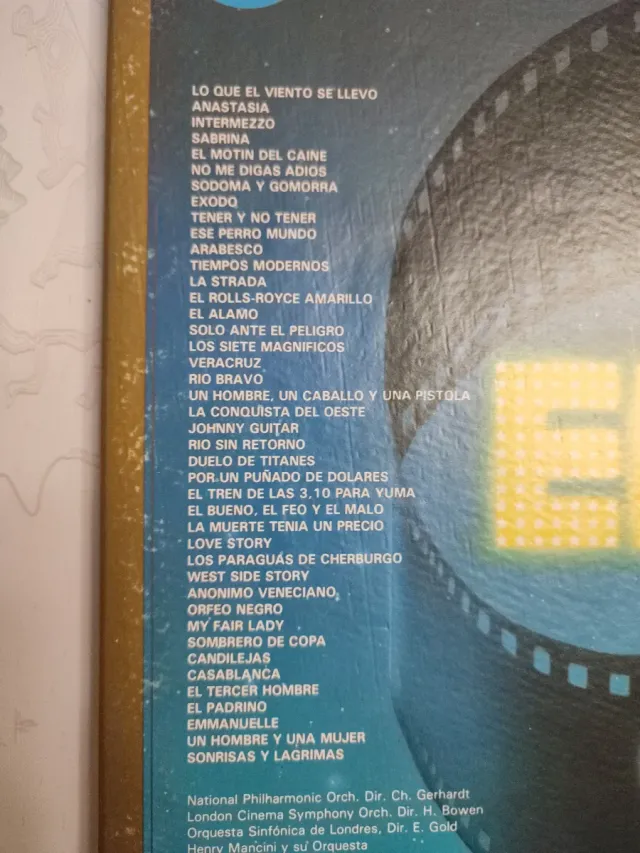 LO QUE EL VIENTO SE LLEVO
ANASTASIA
INTERMEZZO
SABRINA
EL MOTIN DEL CAINE
NO ME DIGAS ADIOS
SODOMA Y GOMORRA
EXODO
TENER Y NO TENER
ESE PERRO MUNDO
ARABESCO
TIEMPOS MODERNOS
LA STRADA
EL ROLLS-ROYCE AMARILLO
EL ALAMO
SOLO ANTE EL PELIGRO
LOS SIETE MAGNIFICOS
VERACRUZ
RIO BRAVO
UN HOMBRE, UN CABALLO Y UNA PISTOLA
LA CONQUISTA DEL OESTE
JOHNNY GUITAR
RIO SIN RETORNO
DUELO DE TITANES
POR UN PUÑADO DE DOLARES
EL TREN DE LAS 3,10 PARA YUMA
EL BUENO, EL FEO Y EL MALO
LA MUERTE TENIA UN PRECIO
LOVE STORY
LOS PARAGUAS DE CHERBURGO
WEST SIDE STORY
ANONIMO VENECIANO
ORFEO NEGRO
MY FAIR LADY
SOMBRERO DE COPA
CANDILEJAS
CASABLANCA
EL TERCER HOMBRE
EL PADRINO
EMMANUELLE
UN HOMBRE Y UNA MUJER
SONRISAS Y LAGRIMAS
National Philharmonic Orch. Dir. Ch. Gerhardt
London Cinema Symphony Orch. Dir. H. Bowen
Orquesta Sinfónica de Londres, Dir. E. Gold
Henry Mancini y su Orquesta